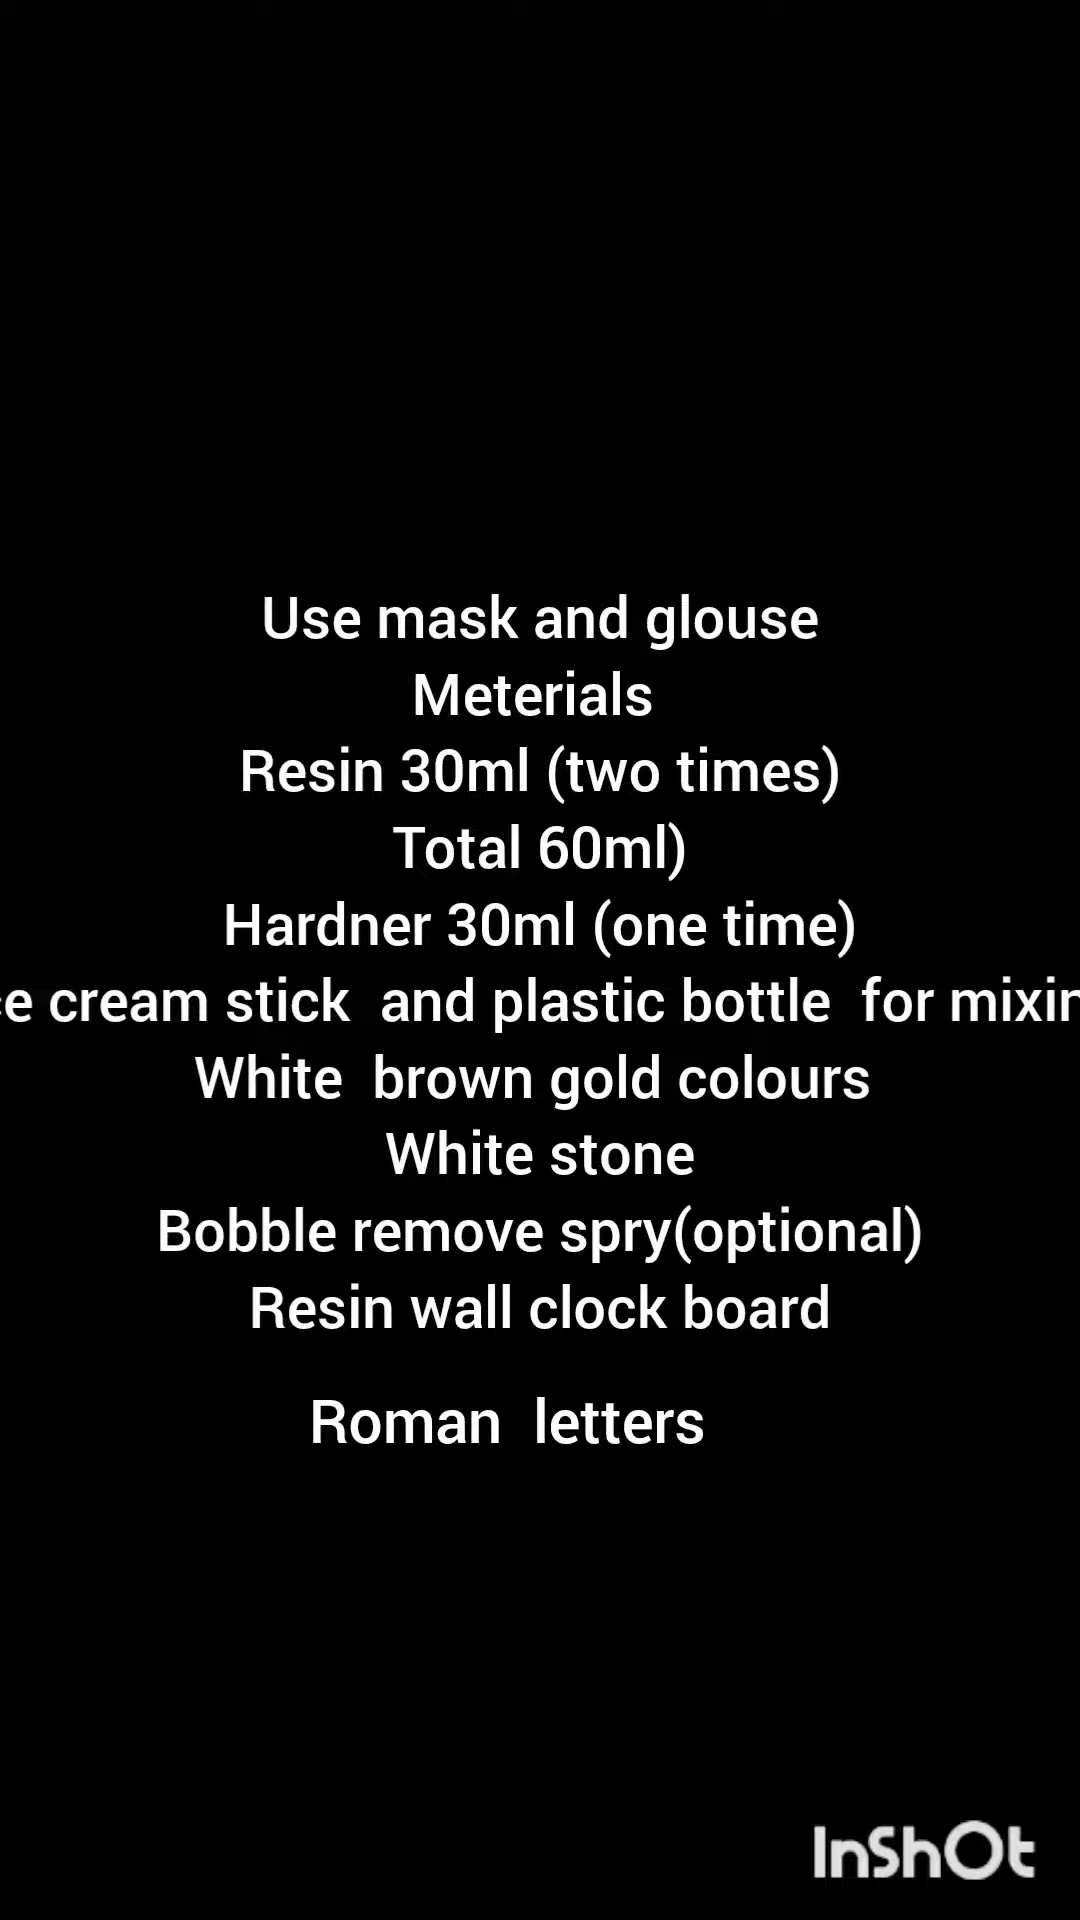 Use mask and glouse
Meterials
Resin 30ml (two times)
Total 60ml)
Hardner 30ml (one time)
cream stick and plastic bottle for
White brown gold colours
White stone
Bobble remove spry(optional)
Resin wall clock board
Roman letters
InShOt